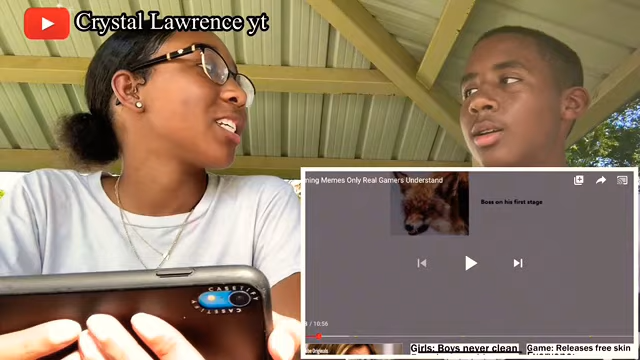 Crystal Lawrence yt
ning Memes Only Real Gamers Understand
Boss on his first stage
CASETIFY
CASETIFY
/ 10:56
Girls: Boys never clean
Game: Releases free skin